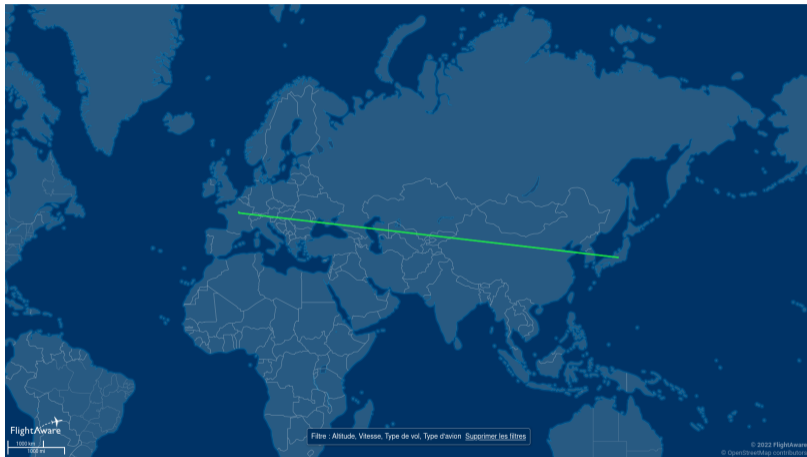 FlightAware
1000 km
1000 mi
Filtre : Altitude, Vitesse, Type de vol, Type d'avion Supprimer les filtres
© 2022 FlightAware
© OpenStreetMap contributors